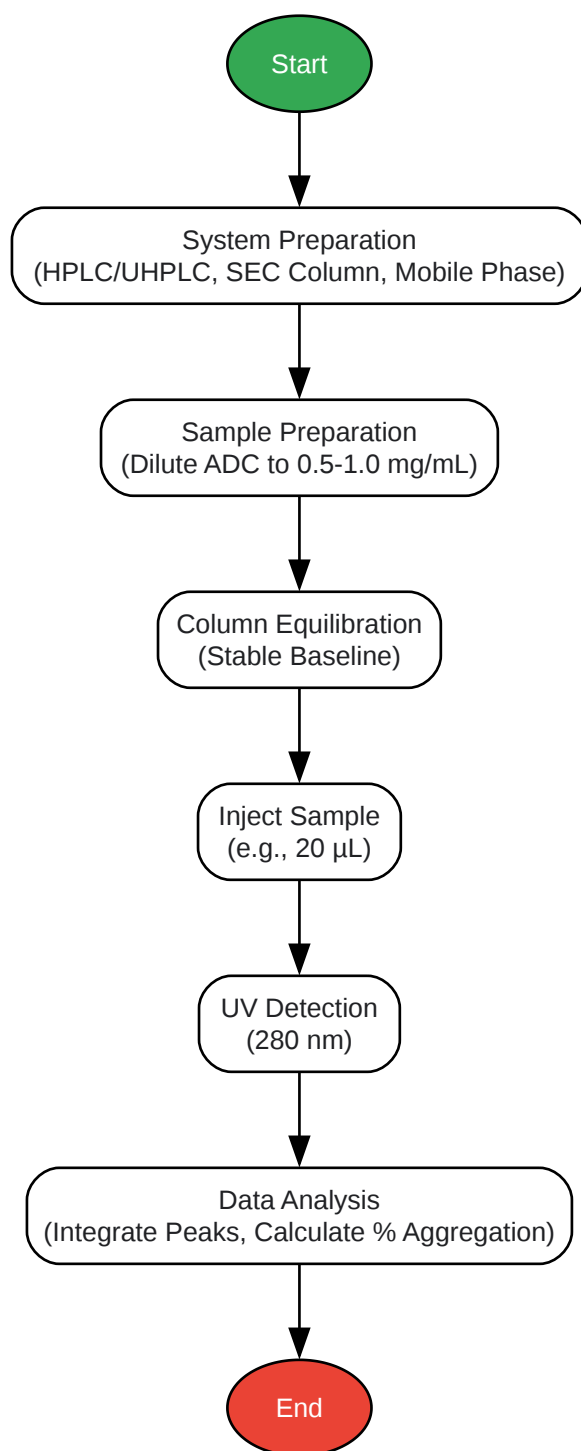 Start
System Preparation
(HPLC/UHPLC, SEC Column, Mobile Phase)
Sample Preparation
(Dilute ADC to 0.5-1.0 mg/mL)
Column Equilibration
(Stable Baseline)
Inject Sample
(e.g., 20 µL)
UV Detection
(280 nm)
Data Analysis
(Integrate Peaks, Calculate % Aggregation)
End